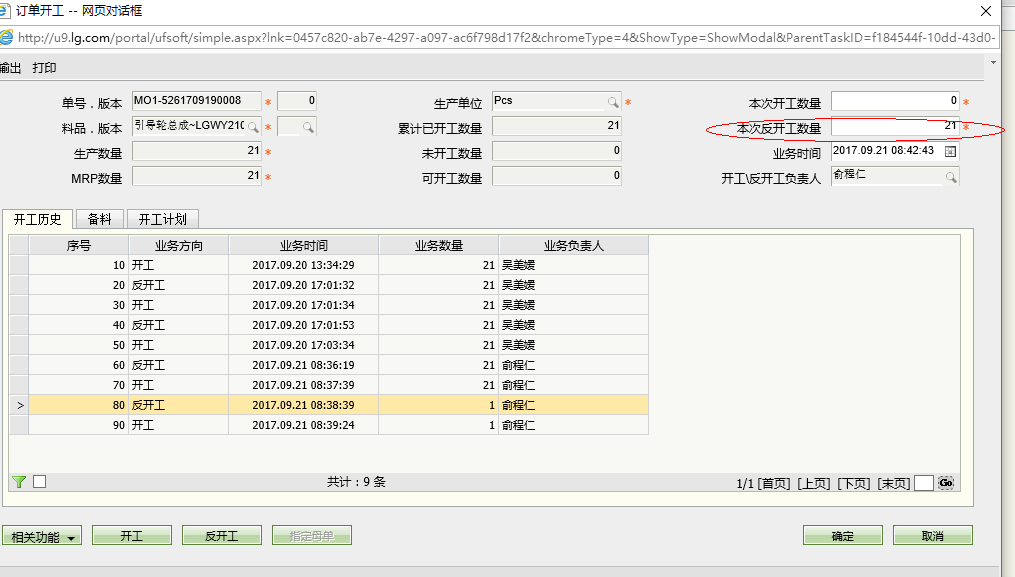 订单开工 -- 网页对话框
http://u9.lg.com/portal/ufsoft/simple.aspx?lnk=0457c820-ab7e-4297-a097-ac6f798d17f2&chromeType=4&ShowType=ShowModal&ParentTaskID=f184544f-10dd-43d0-
输出 打印
单号．版本 MO1-5261709190008 * 0 生产单位 Pcs * 本次开工数量 0 *
料品．版本 引导轮总成~LGWY210 * 累计已开工数量 21 本次反开工数量 21 *
生产数量 21 * 未开工数量 0 业务时间 2017.09.21 08:42:43
MRP数量 21 * 可开工数量 0 开工\反开工负责人 俞程仁
开工历史 备料 开工计划
序号 业务方向 业务时间 业务数量 业务负责人
10 开工 2017.09.20 13:34:29 21 吴美媛
20 反开工 2017.09.20 17:01:32 21 吴美媛
30 开工 2017.09.20 17:01:34 21 吴美媛
40 反开工 2017.09.20 17:01:53 21 吴美媛
50 开工 2017.09.20 17:03:34 21 吴美媛
60 反开工 2017.09.21 08:36:19 21 俞程仁
70 开工 2017.09.21 08:37:39 21 俞程仁
> 80 反开工 2017.09.21 08:38:39 1 俞程仁
90 开工 2017.09.21 08:39:24 1 俞程仁
共计：9 条 1/1 [首页] [上页] [下页] [末页] Go
相关功能 开工 反开工 指定母单 确定 取消